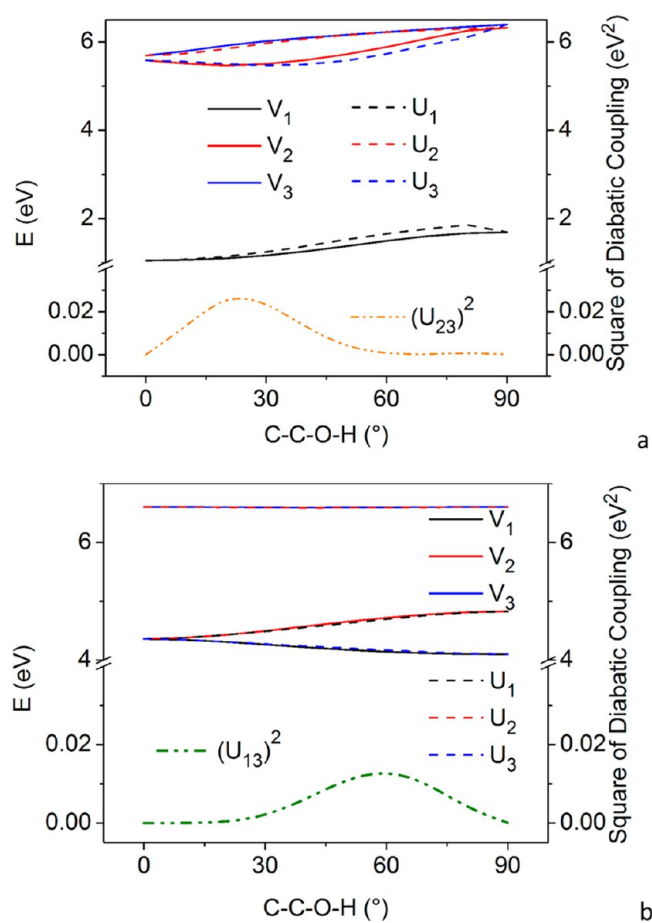 6
4
2
0.02
0.00
E (eV)
V1
V2
V3
U1
U2
U3
(U23)2
6
4
2
0.02
0.00
Square of Diabatic Coupling (eV2)
0 30 60 90
C-C-O-H (°)
a
6
4
0.02
0.00
E (eV)
V1
V2
V3
U1
U2
U3
(U13)2
6
4
0.02
0.00
Square of Diabatic Coupling (eV2)
0 30 60 90
C-C-O-H (°)
b